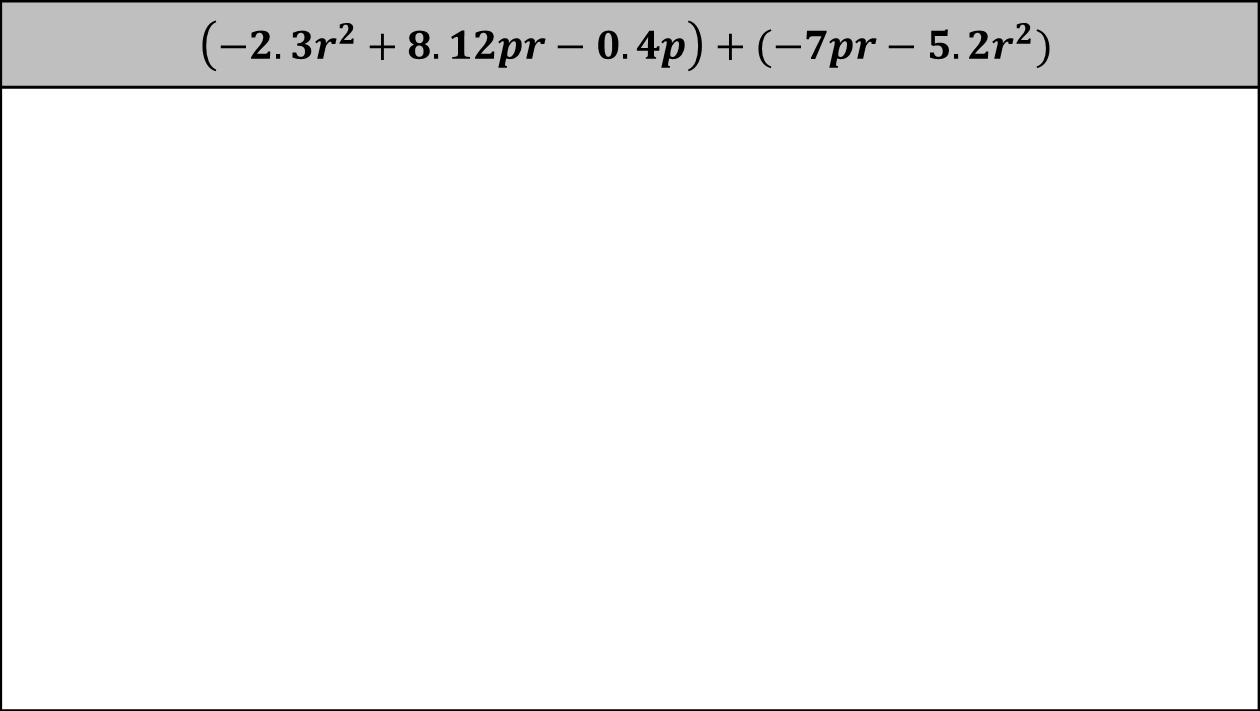 (−2.3r² + 8.12pr − 0.4p) + (−7pr − 5.2r²)